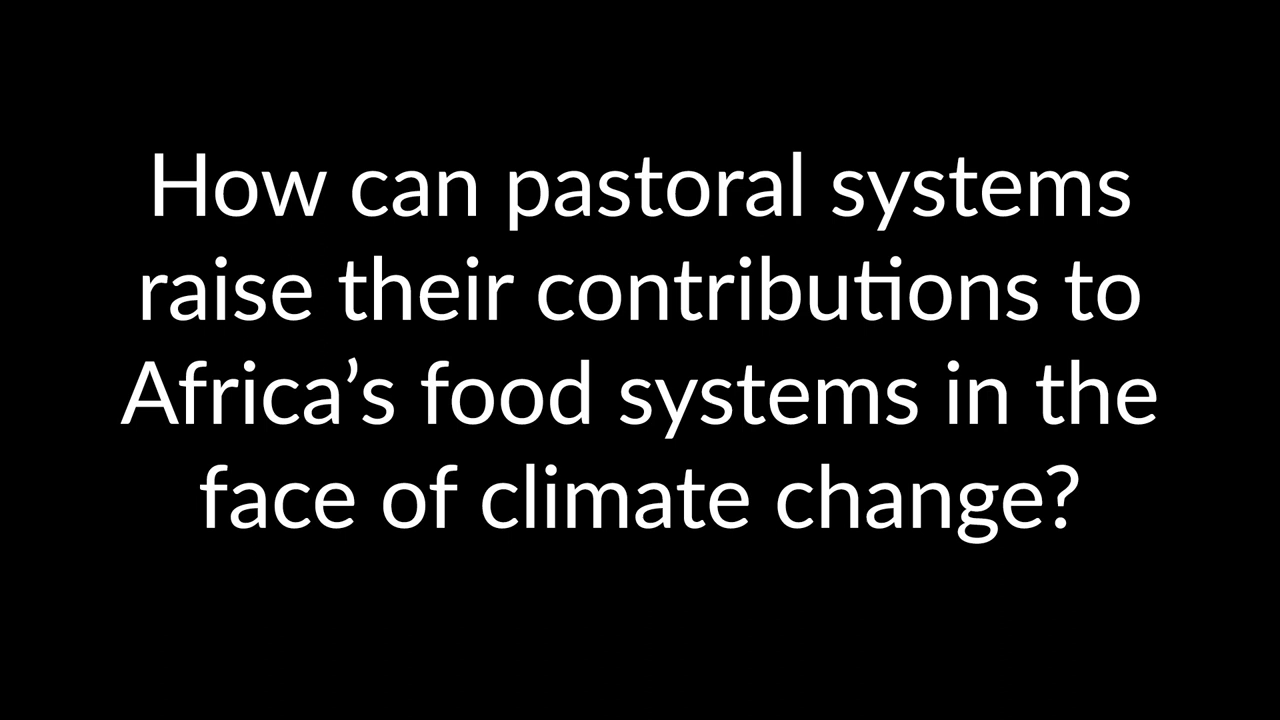 How can pastoral systems
raise their contributions to
Africa’s food systems in the
face of climate change?